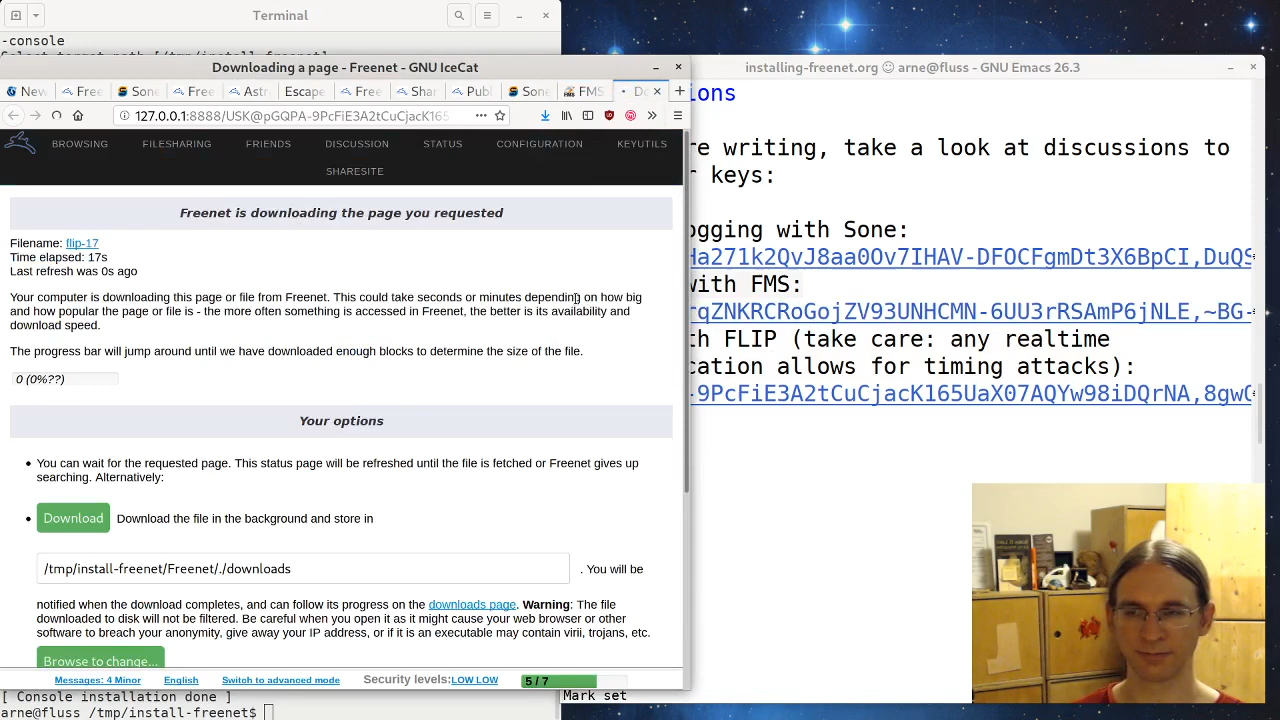 Terminal
-console
Downloading a page - Freenet - GNU IceCat
installing-freenet.org ☺ arne@fluss - GNU Emacs 26.3
New
Free
Son
Free
Astr
Escape
Free
Sha
Publ
Son
FMS
Do
ions
127.0.0.1:8888/USK@pGQPA-9PcFiE3A2tCuCjacK165
BROWSING
FILESHARING
FRIENDS
DISCUSSION
STATUS
CONFIGURATION
KEYUTILS
SHARESITE
re writing, take a look at discussions to
r keys:
Freenet is downloading the page you requested
ogging with Sone:
Filename: flip-17
Time elapsed: 17s
Last refresh was 0s ago
Ha271k2QvJ8aa0Ov7IHAV-DFOCFgmDt3X6BpCI,DuQS
with FMS:
Your computer is downloading this page or file from Freenet. This could take seconds or minutes depending on how big
and how popular the page or file is - the more often something is accessed in Freenet, the better is its availability and
download speed.
rqZNKRCRoGojZV93UNHCMN-6UU3rRSAmP6jNLE,~BG-
th FLIP (take care: any realtime
The progress bar will jump around until we have downloaded enough blocks to determine the size of the file.
cation allows for timing attacks):
0 (0%??)
-9PcFiE3A2tCuCjacK165UaX07AQYw98iDQrNA,8gwQ
Your options
You can wait for the requested page. This status page will be refreshed until the file is fetched or Freenet gives up
searching. Alternatively:
Download
Download the file in the background and store in
/tmp/install-freenet/Freenet/./downloads
. You will be
notified when the download completes, and can follow its progress on the downloads page. Warning: The file
downloaded to disk will not be filtered. Be careful when you open it as it might cause your web browser or other
software to breach your anonymity, give away your IP address, or if it is an executable may contain virii, trojans, etc.
Browse to change...
Messages: 4 Minor
English
Switch to advanced mode
Security levels: LOW LOW
5 / 7
[ Console installation done ]
Mark set
arne@fluss /tmp/install-freenet$